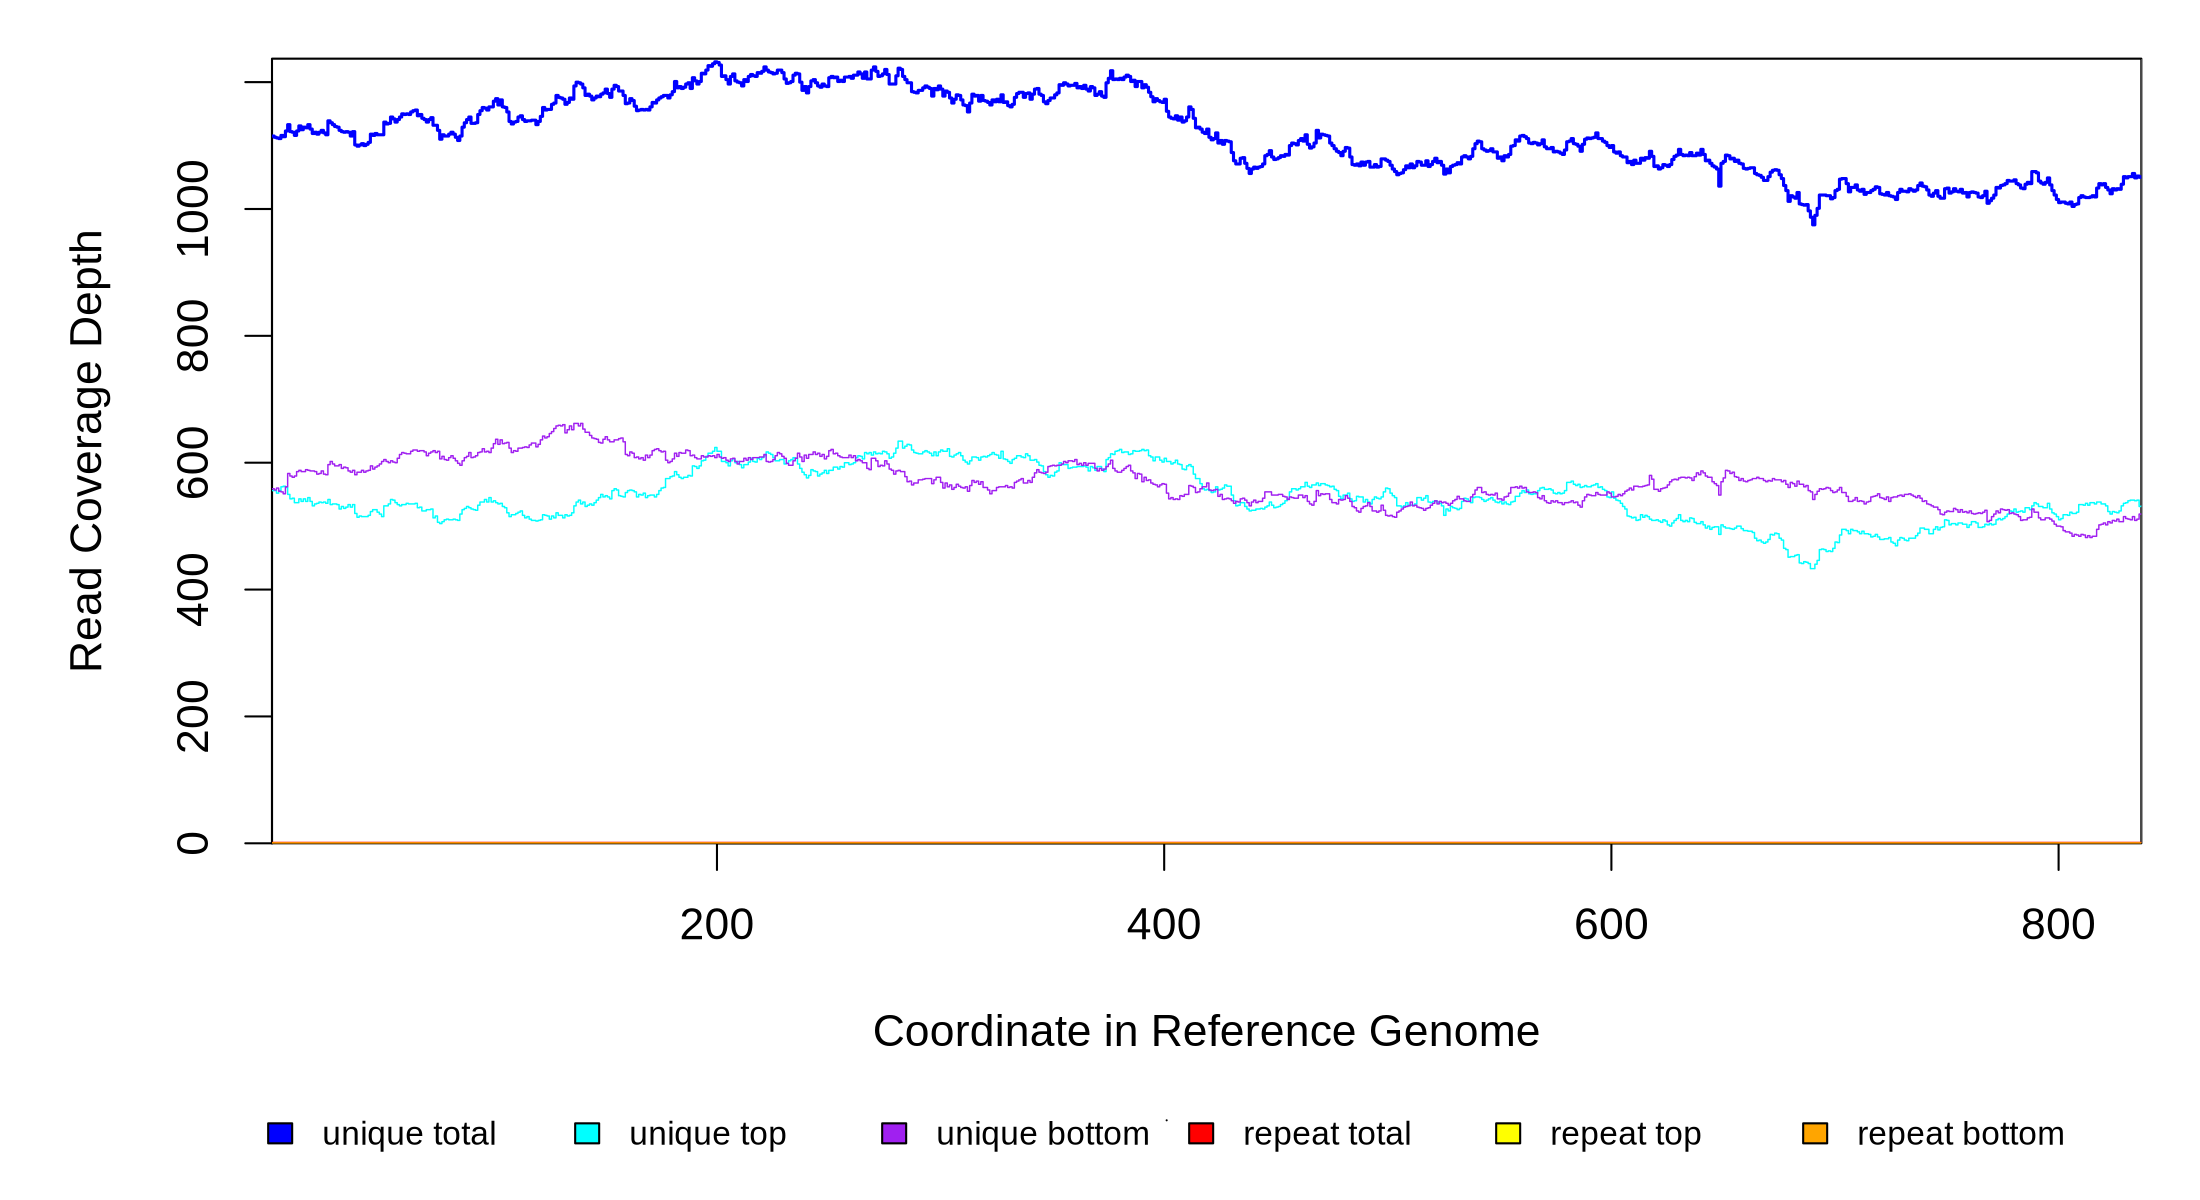 Read Coverage Depth
1000
800
600
400
200
0
200 400 600 800
Coordinate in Reference Genome
unique total unique top unique bottom repeat total repeat top repeat bottom